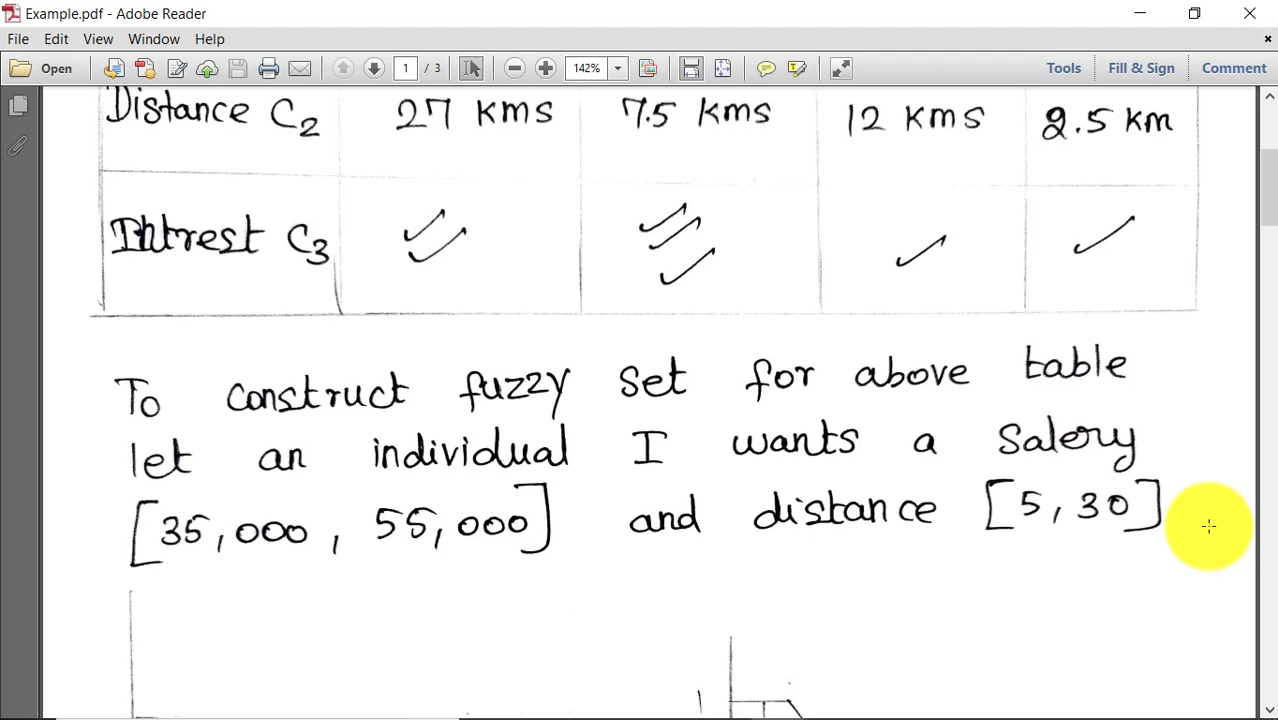 Example.pdf - Adobe Reader
File Edit View Window Help
Open 1 / 3 142% Tools Fill & Sign Comment
Distance C2 27 KMS 7.5 KMS 12 KMS 2.5 KM
Intrest C3
To construct fuzzy set for above table
let an individual I wants a Salery
[35,000, 55,000] and distance [5, 30]
1